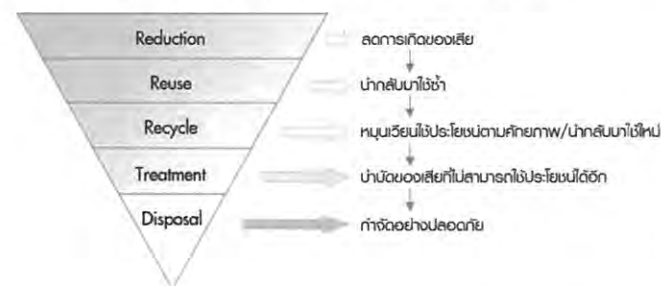 Reduction ลดการเกิดของเสีย
Reuse นำกลับมาใช้ซ้ำ
Recycle หมุนเวียนใช้ประโยชน์ตามศักยภาพ/นำกลับมาใช้ใหม่
Treatment บำบัดของเสียที่ไม่สามารถใช้ประโยชน์ได้อีก
Disposal กำจัดอย่างปลอดภัย